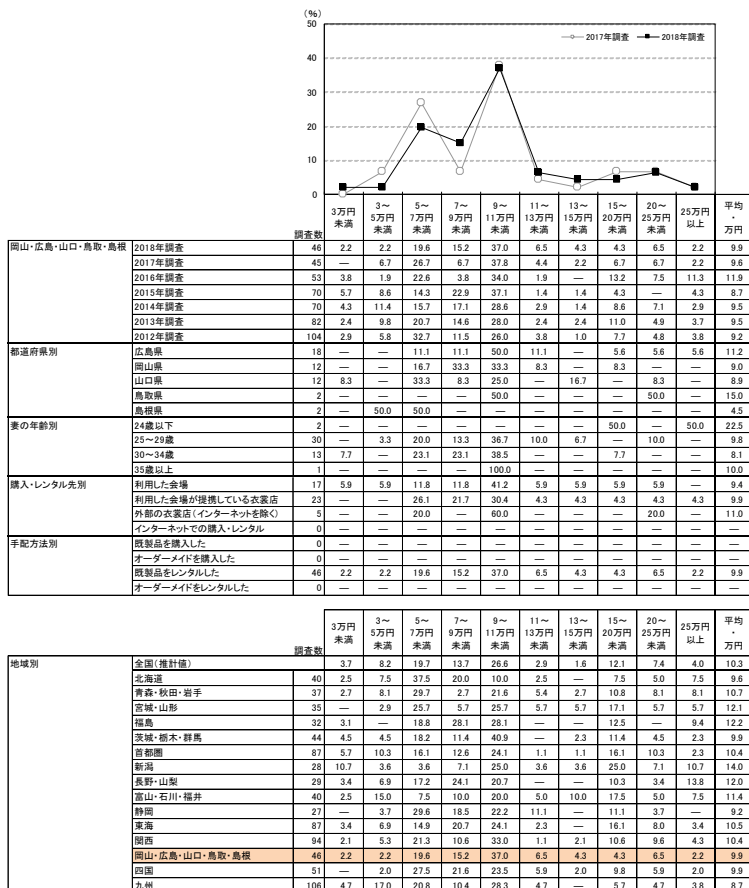 (%)
50
40
30
20
10
0
2017年調査 2018年調査
調査数 3万円未満 3～5万円未満 5～7万円未満 7～9万円未満 9～11万円未満 11～13万円未満 13～15万円未満 15～20万円未満 20～25万円未満 25万円以上 平均・万円
岡山・広島・山口・鳥取・島根 2018年調査 46 2.2 2.2 19.6 15.2 37.0 6.5 4.3 4.3 6.5 2.2 9.9
2017年調査 45 — 6.7 26.7 6.7 37.8 4.4 2.2 6.7 6.7 2.2 9.6
2016年調査 53 3.8 1.9 22.6 3.8 34.0 1.9 — 13.2 7.5 11.3 11.9
2015年調査 70 5.7 8.6 14.3 22.9 37.1 1.4 1.4 4.3 — 4.3 8.7
2014年調査 70 4.3 11.4 15.7 17.1 28.6 2.9 1.4 8.6 7.1 2.9 9.5
2013年調査 82 2.4 9.8 20.7 14.6 28.0 2.4 2.4 11.0 4.9 3.7 9.5
2012年調査 104 2.9 5.8 32.7 11.5 26.0 3.8 1.0 7.7 4.8 3.8 9.2
都道府県別 広島県 18 — — 11.1 11.1 50.0 11.1 — 5.6 5.6 5.6 11.2
岡山県 12 — — 16.7 33.3 33.3 8.3 — 8.3 — — 9.0
山口県 12 8.3 — 33.3 8.3 25.0 — 16.7 — 8.3 — 8.9
鳥取県 2 — — — — 50.0 — — — 50.0 — 15.0
島根県 2 — 50.0 50.0 — — — — — — — 4.5
妻の年齢別 24歳以下 2 — — — — — — — 50.0 — 50.0 22.5
25～29歳 30 — 3.3 20.0 13.3 36.7 10.0 6.7 — 10.0 — 9.8
30～34歳 13 7.7 — 23.1 23.1 38.5 — — 7.7 — — 8.1
35歳以上 1 — — — — 100.0 — — — — — 10.0
購入・レンタル先別 利用した会場 17 5.9 5.9 11.8 11.8 41.2 5.9 5.9 5.9 5.9 — 9.4
利用した会場が提携している衣裳店 23 — — 26.1 21.7 30.4 4.3 4.3 4.3 4.3 4.3 9.9
外部の衣裳店（インターネットを除く） 5 — — 20.0 — 60.0 — — — 20.0 — 11.0
インターネットでの購入・レンタル 0 — — — — — — — — — — —
手配方法別 既製品を購入した 0 — — — — — — — — — — —
オーダーメイドを購入した 0 — — — — — — — — — — —
既製品をレンタルした 46 2.2 2.2 19.6 15.2 37.0 6.5 4.3 4.3 6.5 2.2 9.9
オーダーメイドをレンタルした 0 — — — — — — — — — — —
調査数 3万円未満 3～5万円未満 5～7万円未満 7～9万円未満 9～11万円未満 11～13万円未満 13～15万円未満 15～20万円未満 20～25万円未満 25万円以上 平均・万円
地域別 全国（推計値） 3.7 8.2 19.7 13.7 26.6 2.9 1.6 12.1 7.4 4.0 10.3
北海道 40 2.5 7.5 37.5 20.0 10.0 2.5 — 7.5 5.0 7.5 9.6
青森・秋田・岩手 37 2.7 8.1 29.7 2.7 21.6 5.4 2.7 10.8 8.1 8.1 10.7
宮城・山形 35 — 2.9 25.7 5.7 25.7 5.7 5.7 17.1 5.7 5.7 12.1
福島 32 3.1 — 18.8 28.1 28.1 — — 12.5 — 9.4 12.2
茨城・栃木・群馬 44 4.5 4.5 18.2 11.4 40.9 — 2.3 11.4 4.5 2.3 9.9
首都圏 87 5.7 10.3 16.1 12.6 24.1 1.1 1.1 16.1 10.3 2.3 10.4
新潟 28 10.7 3.6 3.6 7.1 25.0 3.6 3.6 25.0 7.1 10.7 14.0
長野・山梨 29 3.4 6.9 17.2 24.1 20.7 — — 10.3 3.4 13.8 12.0
富山・石川・福井 40 2.5 15.0 7.5 10.0 20.0 5.0 10.0 17.5 5.0 7.5 11.4
静岡 27 — 3.7 29.6 18.5 22.2 11.1 — 11.1 3.7 — 9.2
東海 87 3.4 6.9 14.9 20.7 24.1 2.3 — 16.1 8.0 3.4 10.5
関西 94 2.1 5.3 21.3 10.6 33.0 1.1 2.1 10.6 9.6 4.3 10.4
岡山・広島・山口・鳥取・島根 46 2.2 2.2 19.6 15.2 37.0 6.5 4.3 4.3 6.5 2.2 9.9
四国 51 — 2.0 27.5 21.6 23.5 5.9 2.0 9.8 5.9 2.0 9.9
九州 106 4.7 17.0 20.8 10.4 28.3 4.7 — 5.7 4.7 3.8 8.7